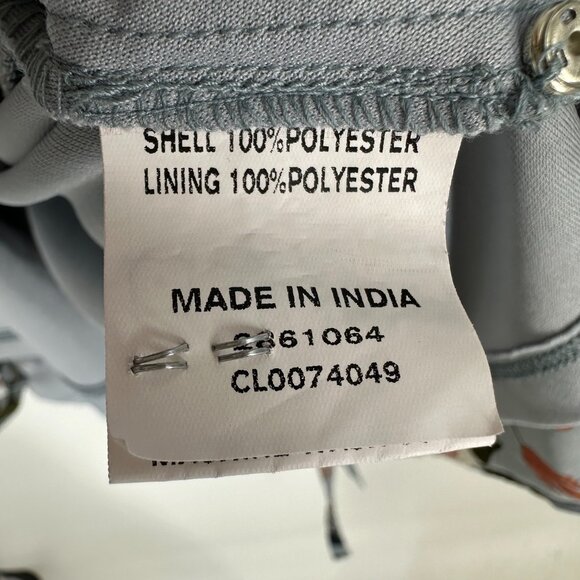 SHELL 100%POLYESTER
LINING 100%POLYESTER
MADE IN INDIA
CL0074049